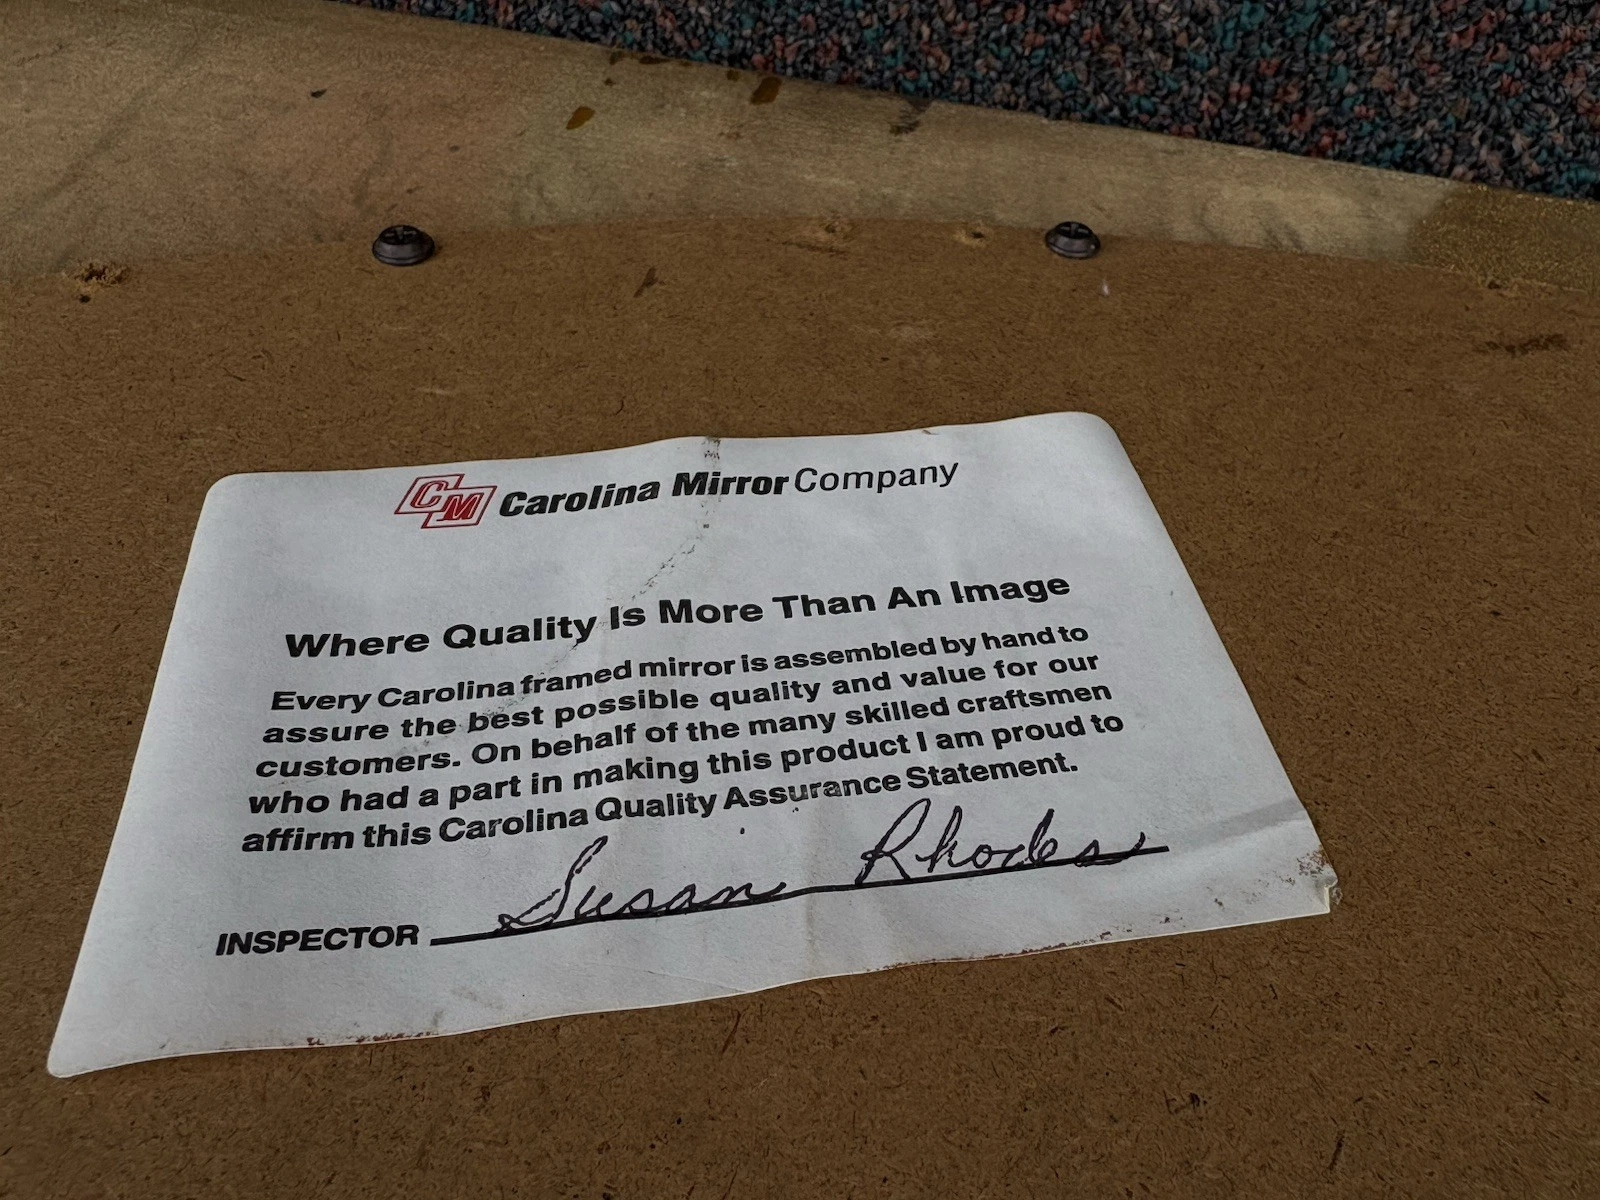 CM Carolina Mirror Company
Where Quality Is More Than An Image
Every Carolina framed mirror is assembled by hand to
assure the best possible quality and value for our
customers. On behalf of the many skilled craftsmen
who had a part in making this product I am proud to
affirm this Carolina Quality Assurance Statement.
INSPECTOR Susan Rhodes